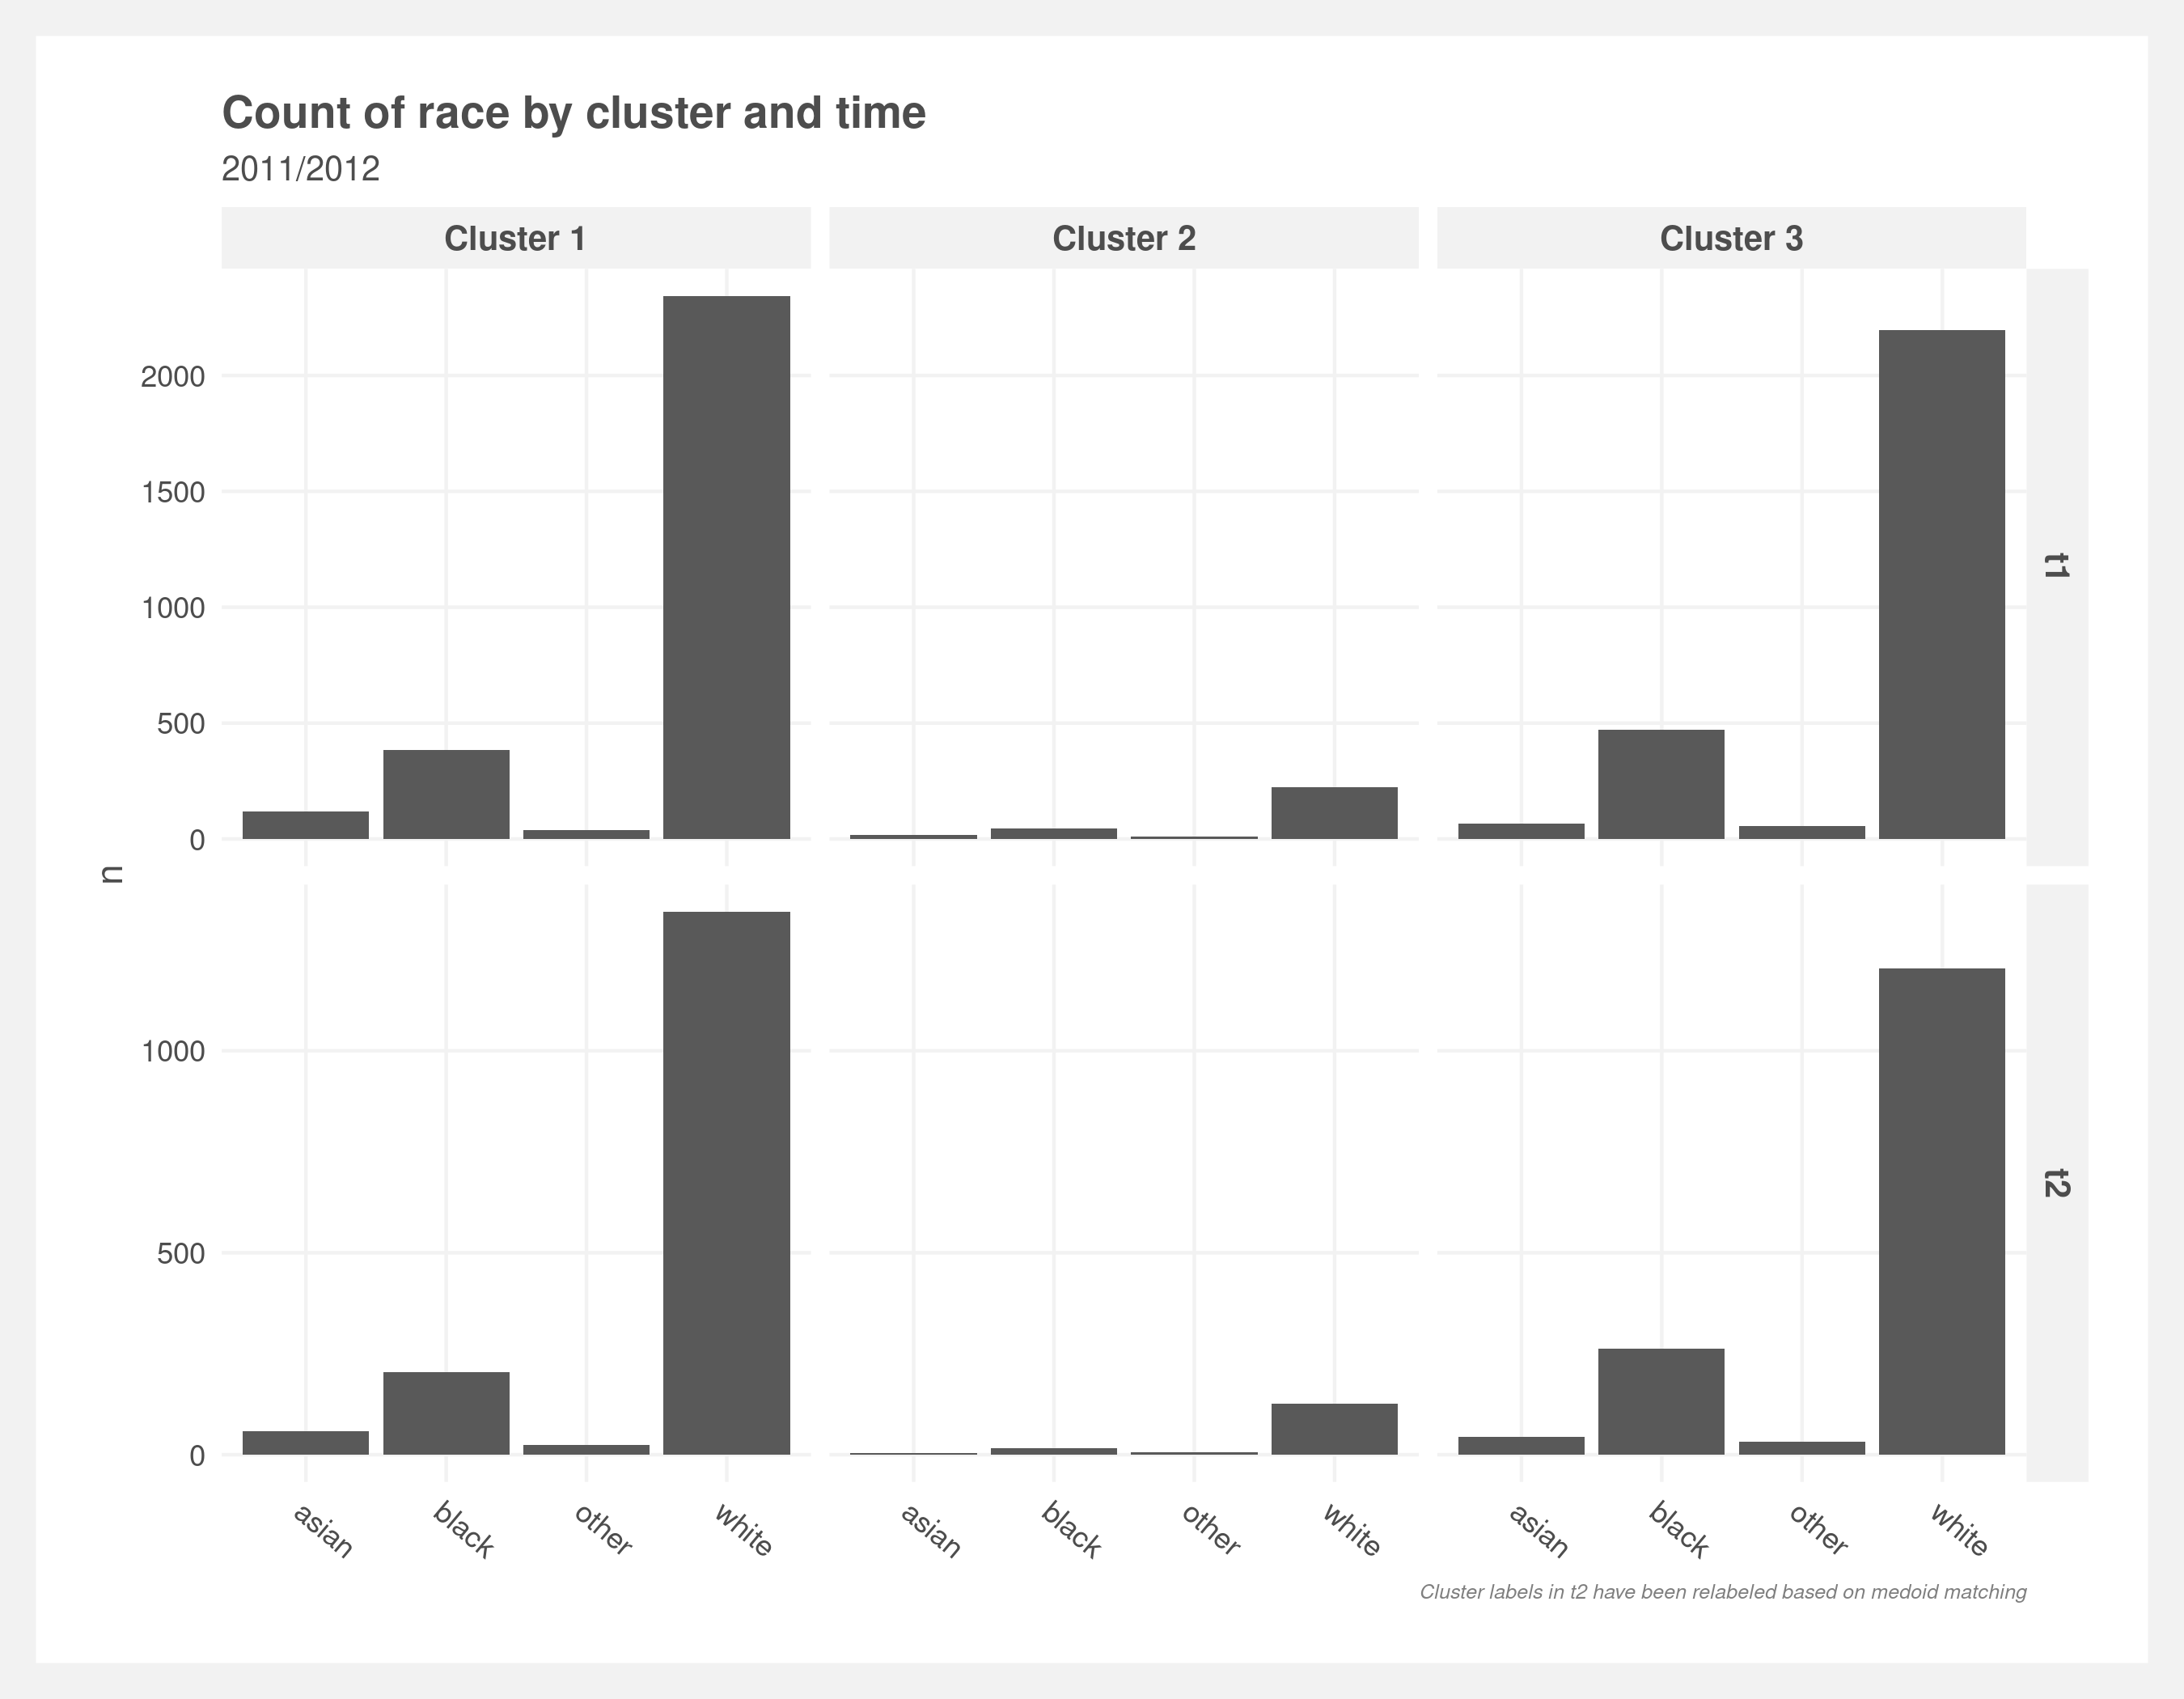 Count of race by cluster and time
2011/2012
Cluster 1 Cluster 2 Cluster 3
2000
1500
1000
500
0
t1
n
1000
500
0
t2
asian black other white asian black other white asian black other white
Cluster labels in t2 have been relabeled based on medoid matching